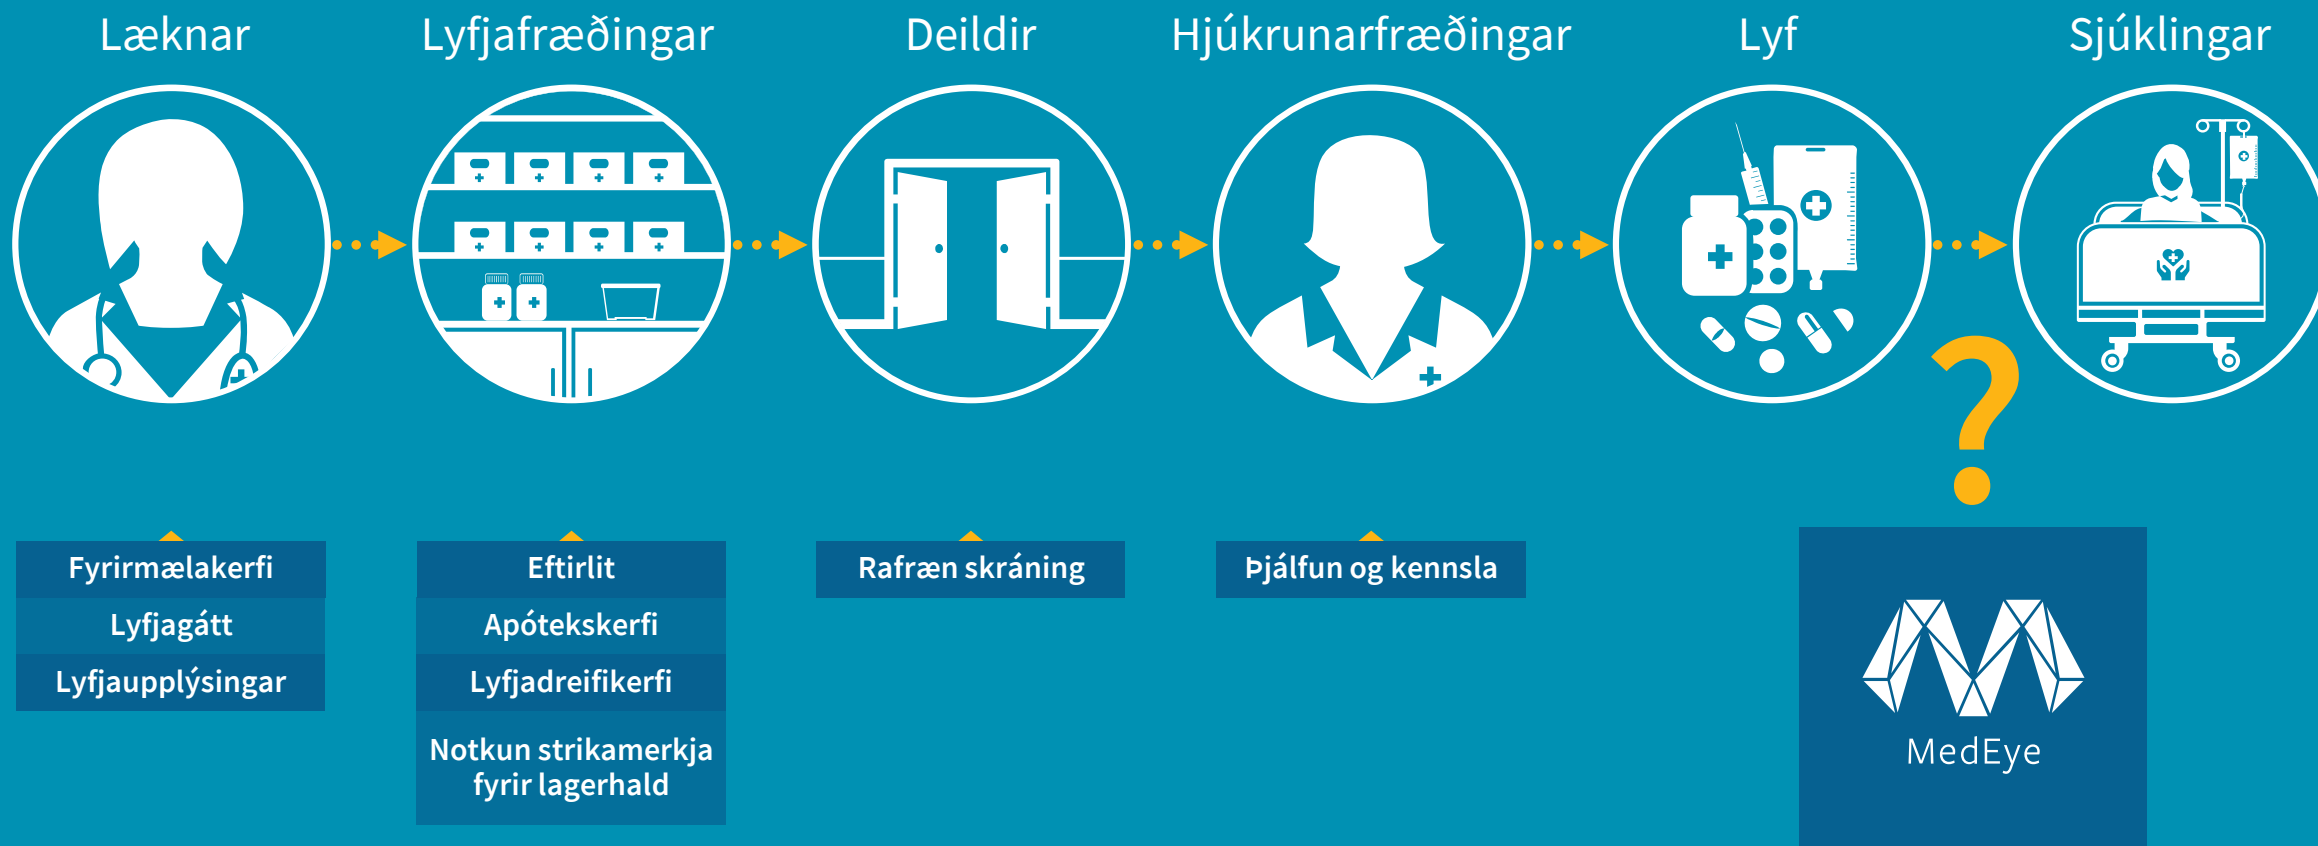 Læknar
Lyfjafræðingar
Deildir
Hjúkrunarfræðingar
Lyf
Sjúklingar
?
Fyrirmælakerfi
Lyfjagátt
Lyfjaupplýsingar
Eftirlit
Apótekskerfi
Lyfjadreifikerfi
Notkun strikamerkja
fyrir lagerhald
Rafræn skráning
Þjálfun og kennsla
MedEye